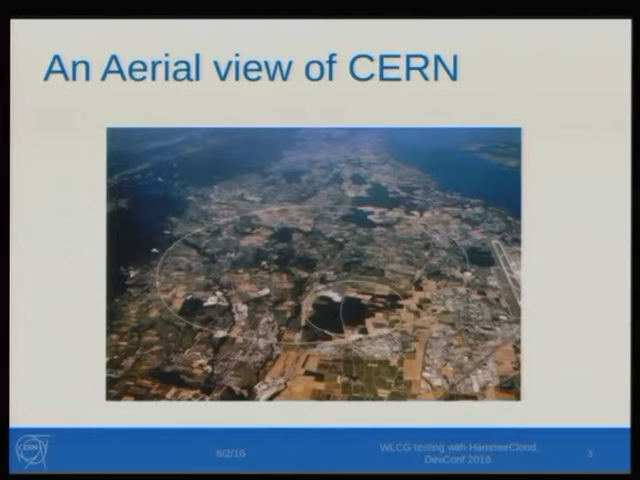 An Aerial view of CERN
CERN
6/2/16
WLCG testing with HammerCloud,
DevConf 2016
3